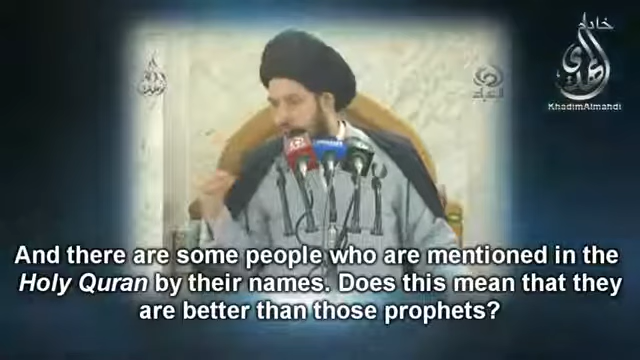 خادم
المهدي
KhadimAlmahdi
And there are some people who are mentioned in the
Holy Quran by their names. Does this mean that they
are better than those prophets?